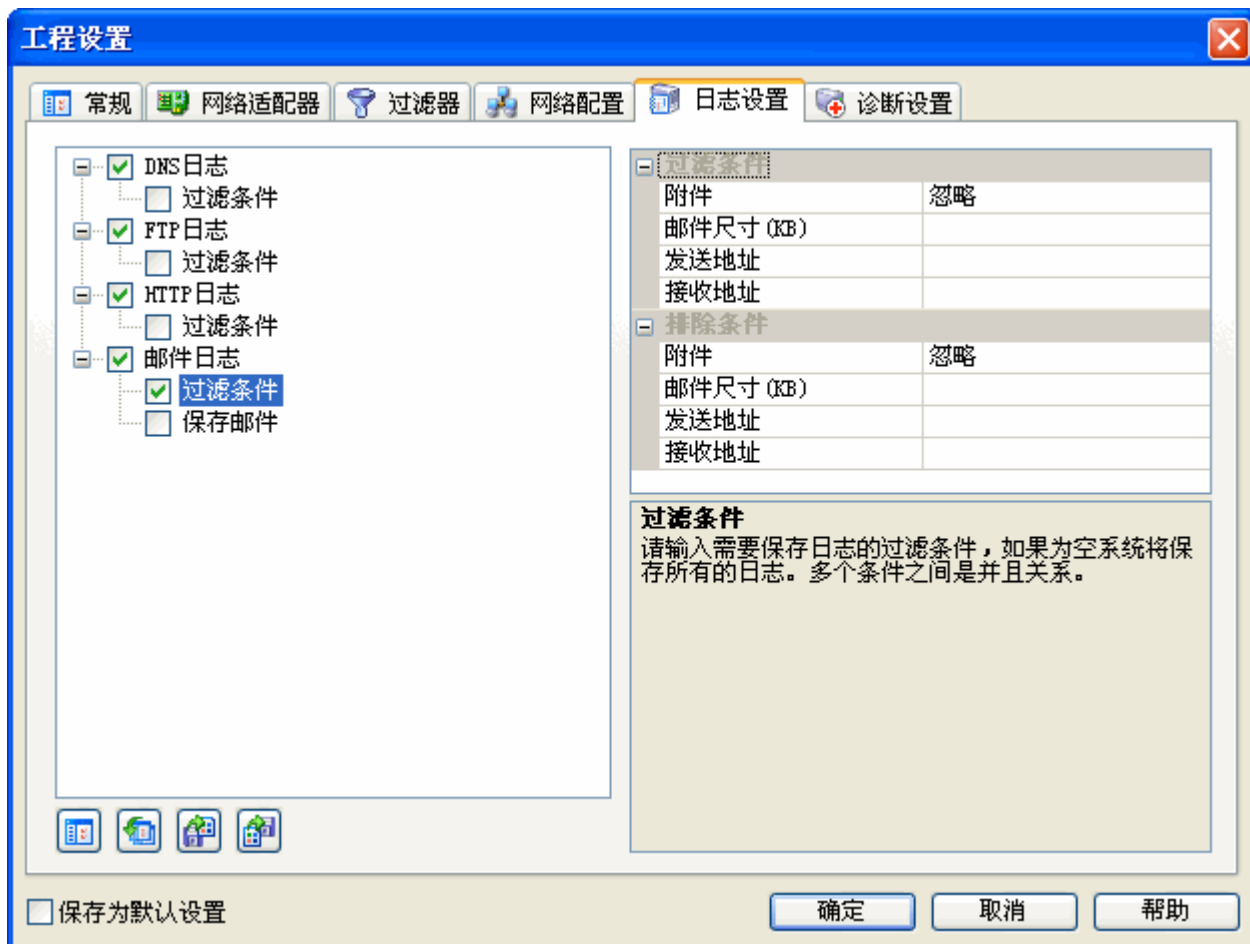 工程设置
常规 网络适配器 过滤器 网络配置 日志设置 诊断设置
DNS日志
过滤条件
FTP日志
过滤条件
HTTP日志
过滤条件
邮件日志
过滤条件
保存邮件
过滤条件
附件 忽略
邮件尺寸(KB)
发送地址
接收地址
排除条件
附件 忽略
邮件尺寸(KB)
发送地址
接收地址
过滤条件
请输入需要保存日志的过滤条件，如果为空系统将保
存所有的日志。多个条件之间是并且关系。
保存为默认设置
确定 取消 帮助